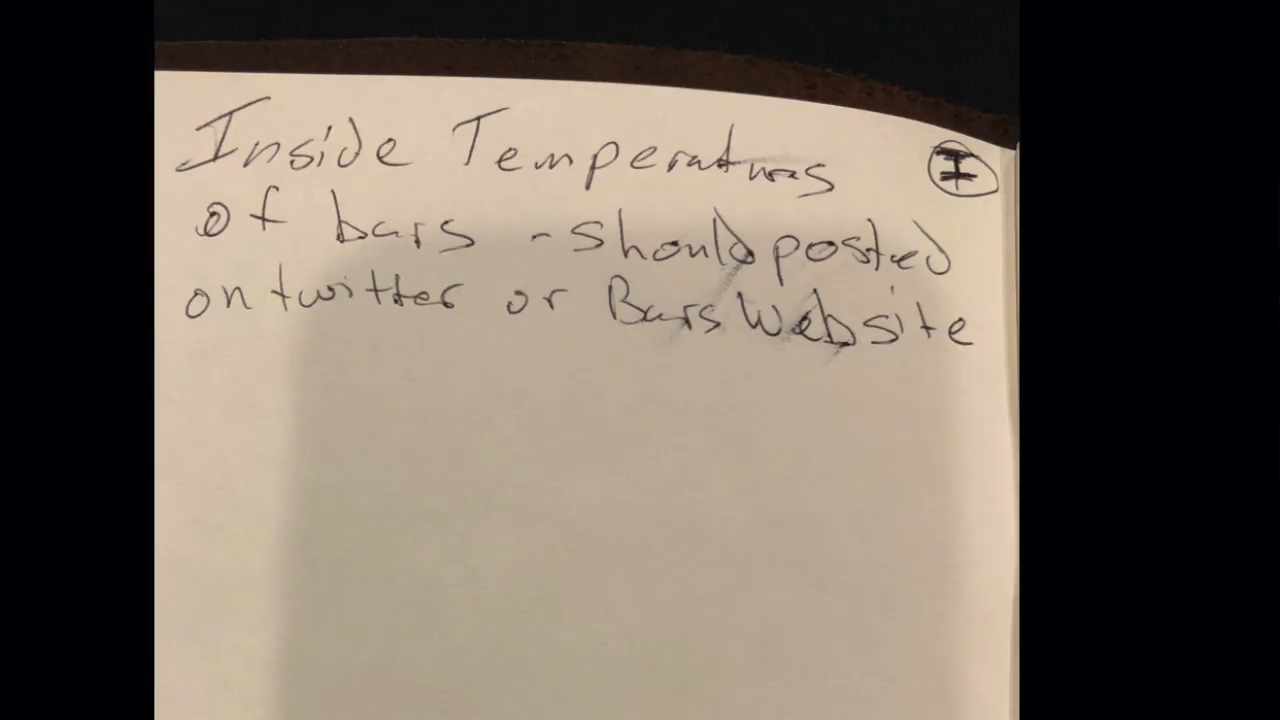 Inside Temperatures I
of bars - should posted
on twitter or Bars Website